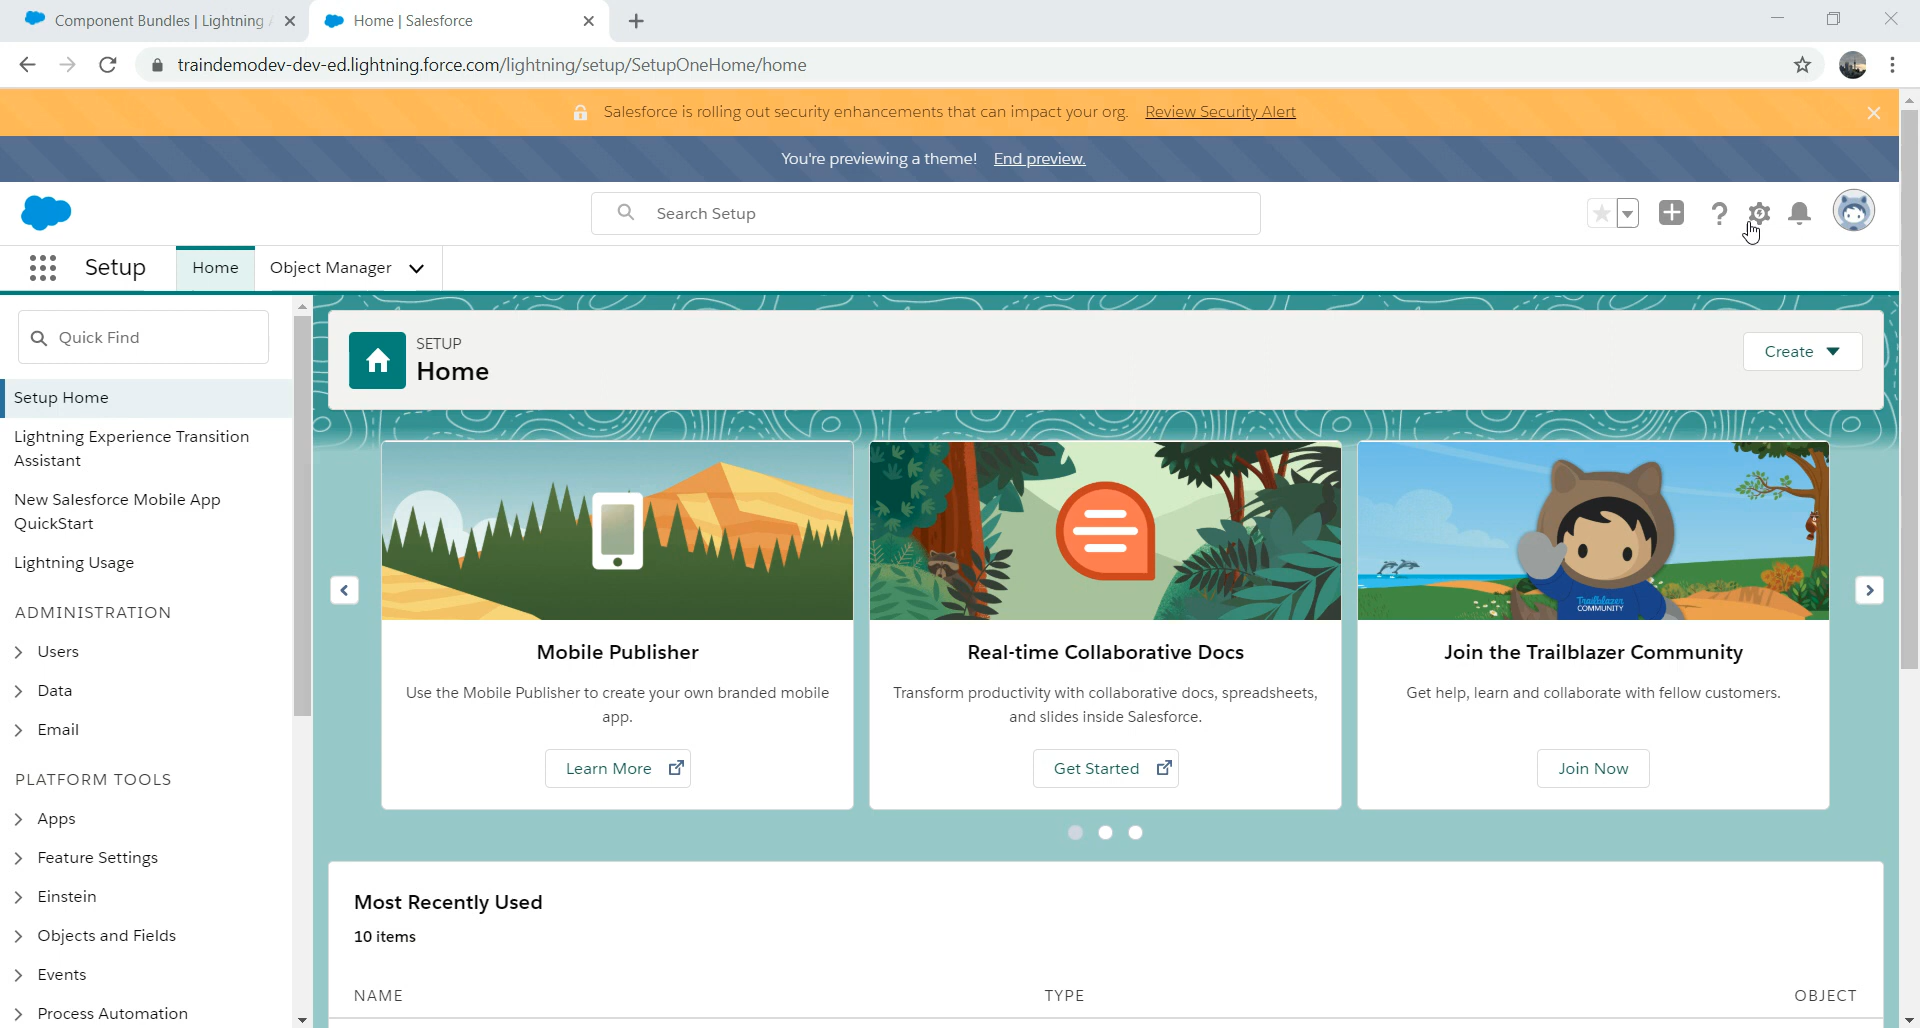 Component Bundles | Lightning
Home | Salesforce
traindemodev-dev-ed.lightning.force.com/lightning/setup/SetupOneHome/home
Salesforce is rolling out security enhancements that can impact your org. Review Security Alert
You're previewing a theme! End preview.
Search Setup
Setup
Home
Object Manager
Quick Find
Setup Home
Lightning Experience Transition
Assistant
New Salesforce Mobile App
QuickStart
Lightning Usage
ADMINISTRATION
Users
Data
Email
PLATFORM TOOLS
Apps
Feature Settings
Einstein
Objects and Fields
Events
Process Automation
SETUP
Home
Create
Mobile Publisher
Use the Mobile Publisher to create your own branded mobile
app.
Learn More
Real-time Collaborative Docs
Transform productivity with collaborative docs, spreadsheets,
and slides inside Salesforce.
Get Started
Trailblazer
COMMUNITY
Join the Trailblazer Community
Get help, learn and collaborate with fellow customers.
Join Now
Most Recently Used
10 items
NAME
TYPE
OBJECT